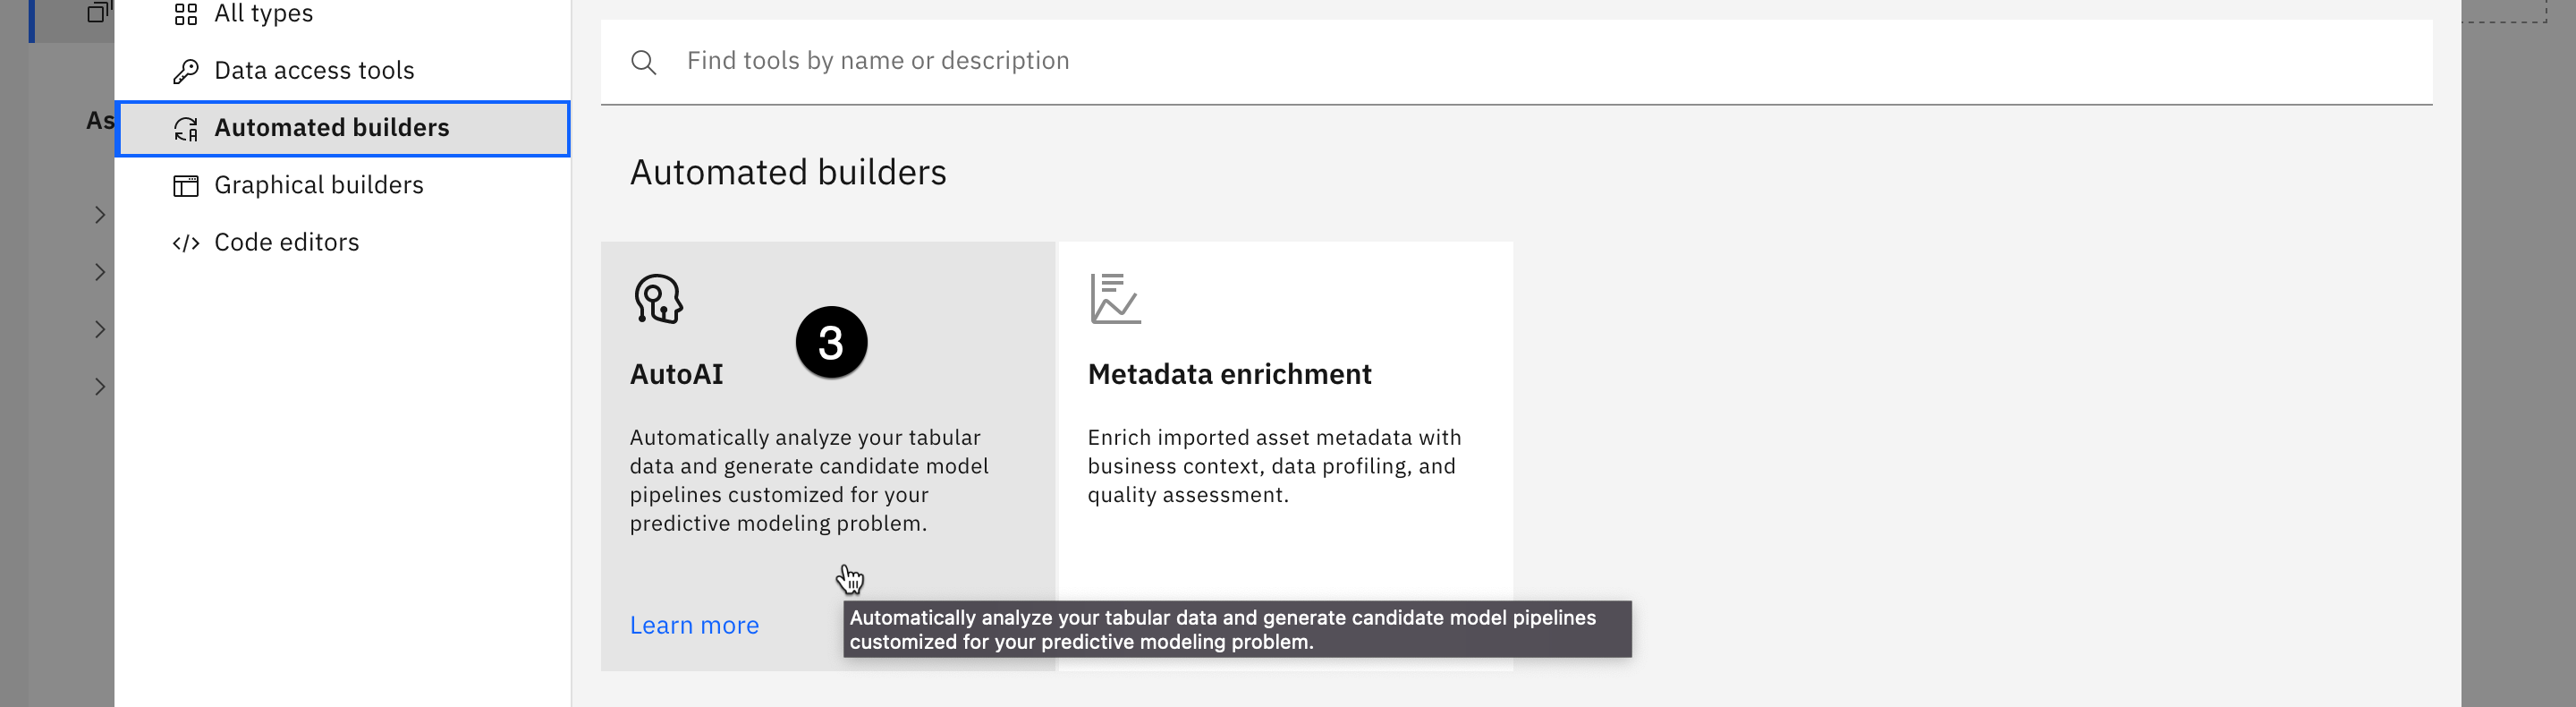 All types
Data access tools
As
Automated builders
Graphical builders
Code editors
Find tools by name or description
Automated builders
3
AutoAI
Automatically analyze your tabular
data and generate candidate model
pipelines customized for your
predictive modeling problem.
Learn more
Metadata enrichment
Enrich imported asset metadata with
business context, data profiling, and
quality assessment.
Automatically analyze your tabular data and generate candidate model pipelines
customized for your predictive modeling problem.